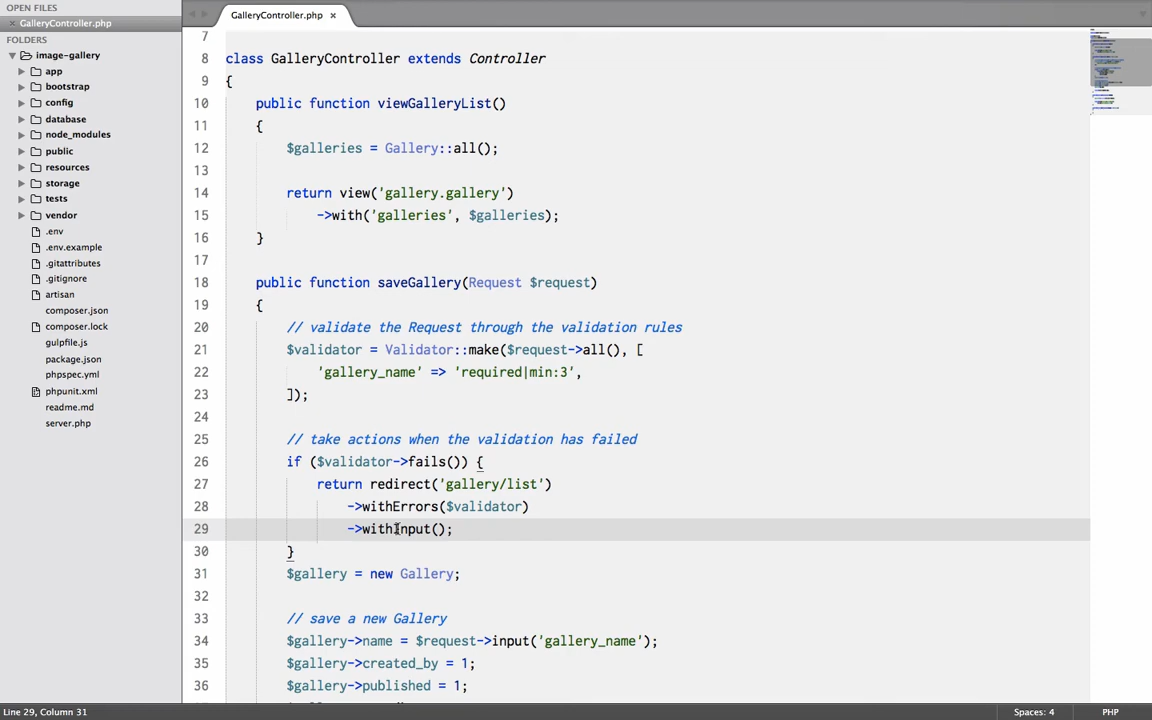 OPEN FILES
× GalleryController.php
FOLDERS
image-gallery
app
bootstrap
config
database
node_modules
public
resources
storage
tests
vendor
.env
.env.example
.gitattributes
.gitignore
artisan
composer.json
composer.lock
gulpfile.js
package.json
phpspec.yml
phpunit.xml
readme.md
server.php
GalleryController.php ×
7
8 class GalleryController extends Controller
9 {
10 public function viewGalleryList()
11 {
12 $galleries = Gallery::all();
13
14 return view('gallery.gallery')
15 ->with('galleries', $galleries);
16 }
17
18 public function saveGallery(Request $request)
19 {
20 // validate the Request through the validation rules
21 $validator = Validator::make($request->all(), [
22 'gallery_name' => 'required|min:3',
23 ]);
24
25 // take actions when the validation has failed
26 if ($validator->fails()) {
27 return redirect('gallery/list')
28 ->withErrors($validator)
29 ->withInput();
30 }
31 $gallery = new Gallery;
32
33 // save a new Gallery
34 $gallery->name = $request->input('gallery_name');
35 $gallery->created_by = 1;
36 $gallery->published = 1;
Line 29, Column 31
Spaces: 4
PHP